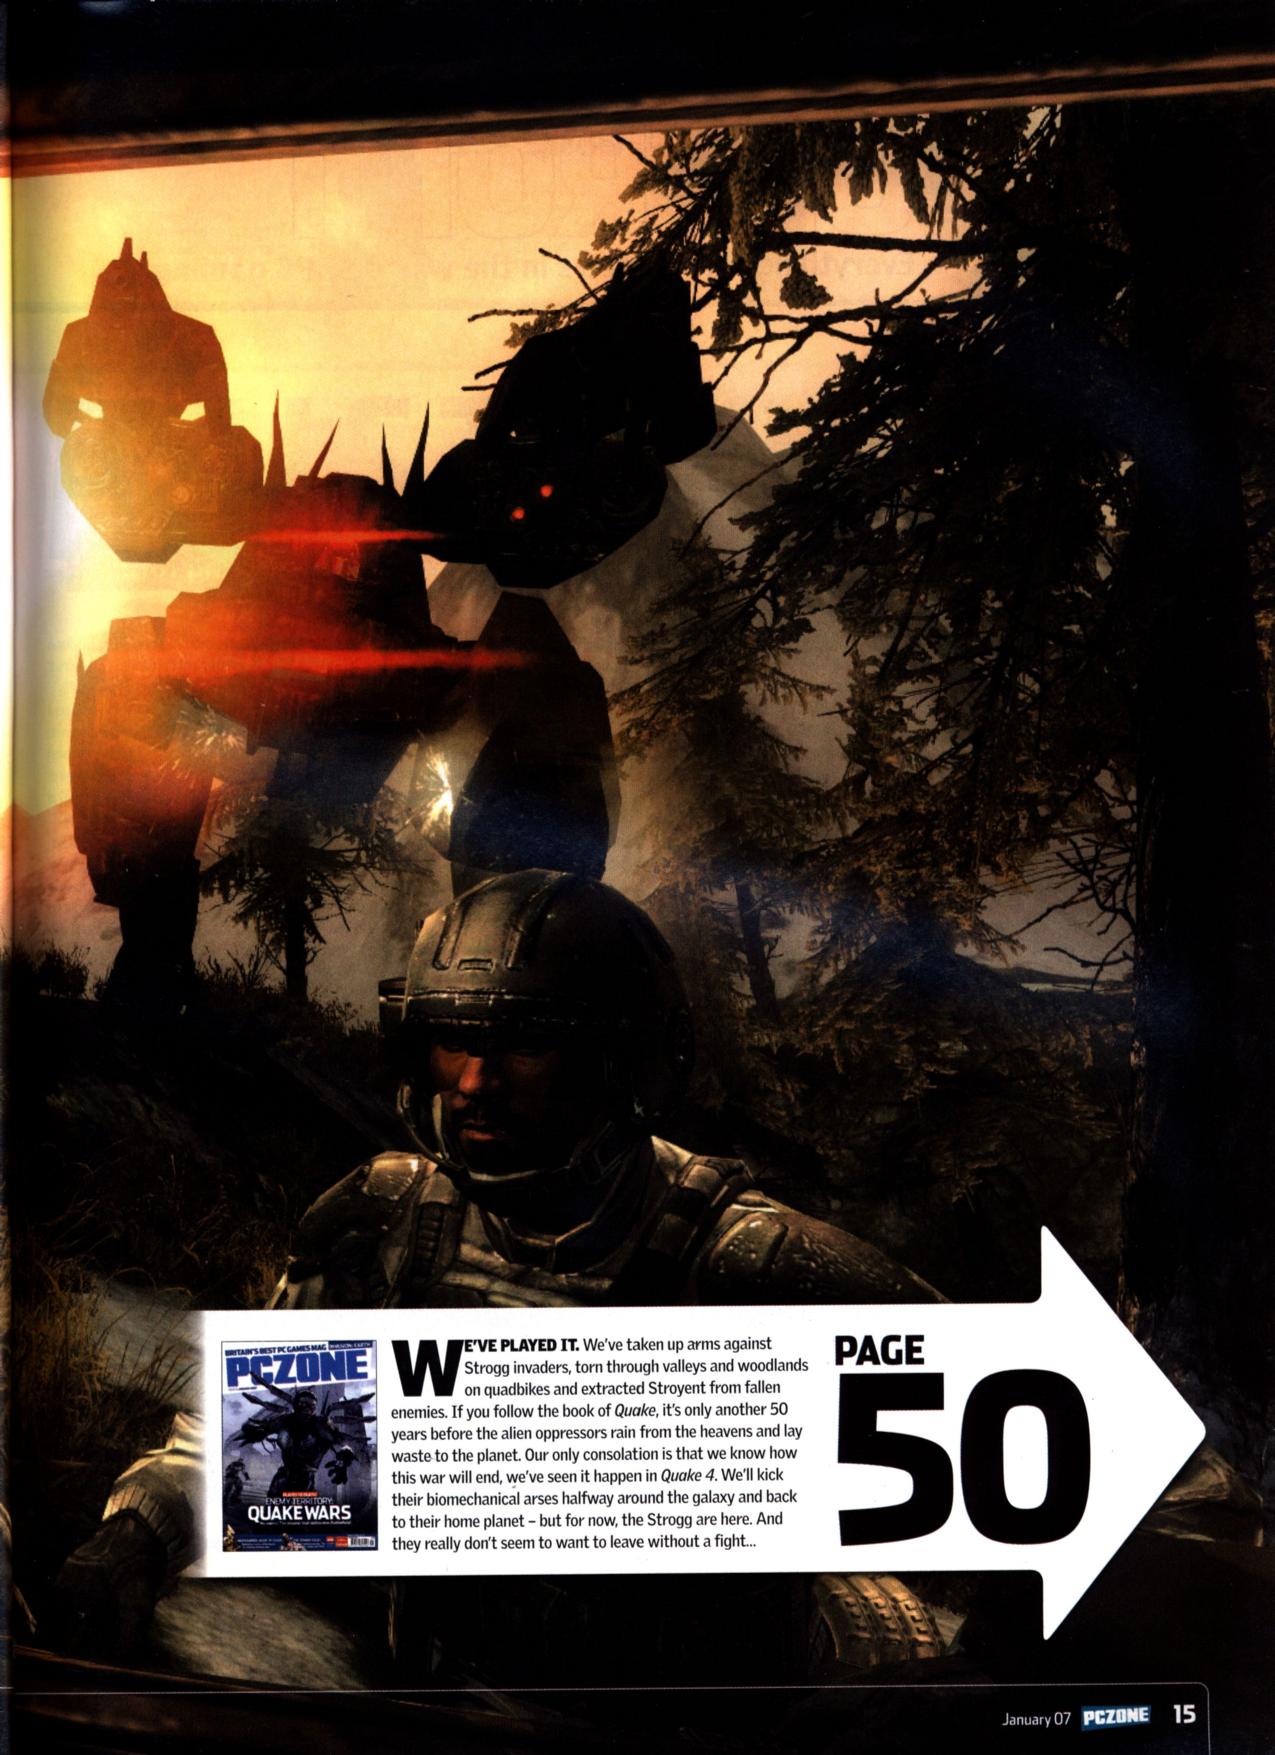 BRITAIN'S BEST PC GAMES MAG
PCZONE
ENEMY TERRITORY:
QUAKE WARS
WE'VE PLAYED IT. We've taken up arms against
Strogg invaders, torn through valleys and woodlands
on quadbikes and extracted Stroyent from fallen
enemies. If you follow the book of Quake, it's only another 50
years before the alien oppressors rain from the heavens and lay
waste to the planet. Our only consolation is that we know how
this war will end, we've seen it happen in Quake 4. We'll kick
their biomechanical arses halfway around the galaxy and back
to their home planet – but for now, the Strogg are here. And
they really don't seem to want to leave without a fight...
PAGE
50
January 07 PCZONE 15